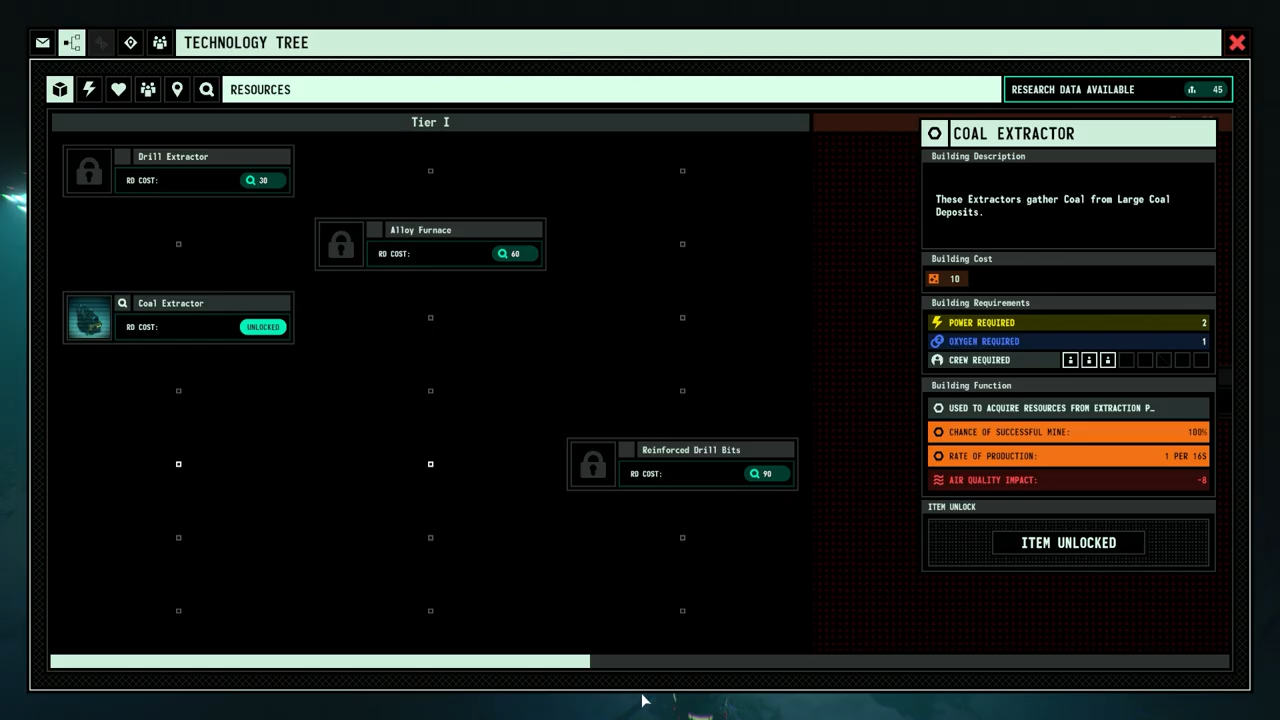 TECHNOLOGY TREE
RESOURCES
RESEARCH DATA AVAILABLE 45
Tier I
Drill Extractor
RD COST: 30
Alloy Furnace
RD COST: 60
Coal Extractor
RD COST: UNLOCKED
Reinforced Drill Bits
RD COST: 90
COAL EXTRACTOR
Building Description
These Extractors gather Coal from Large Coal
Deposits.
Building Cost
10
Building Requirements
POWER REQUIRED 2
OXYGEN REQUIRED 1
CREW REQUIRED
Building Function
USED TO ACQUIRE RESOURCES FROM EXTRACTION P…
CHANCE OF SUCCESSFUL MINE: 100%
RATE OF PRODUCTION: 1 PER 16S
AIR QUALITY IMPACT: -8
ITEM UNLOCK
ITEM UNLOCKED